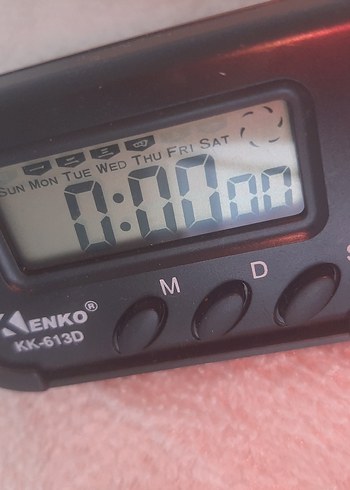 SUN MON TUE WED THU FRI SAT
0:00 00
M D S
KENKO®
KK-613D